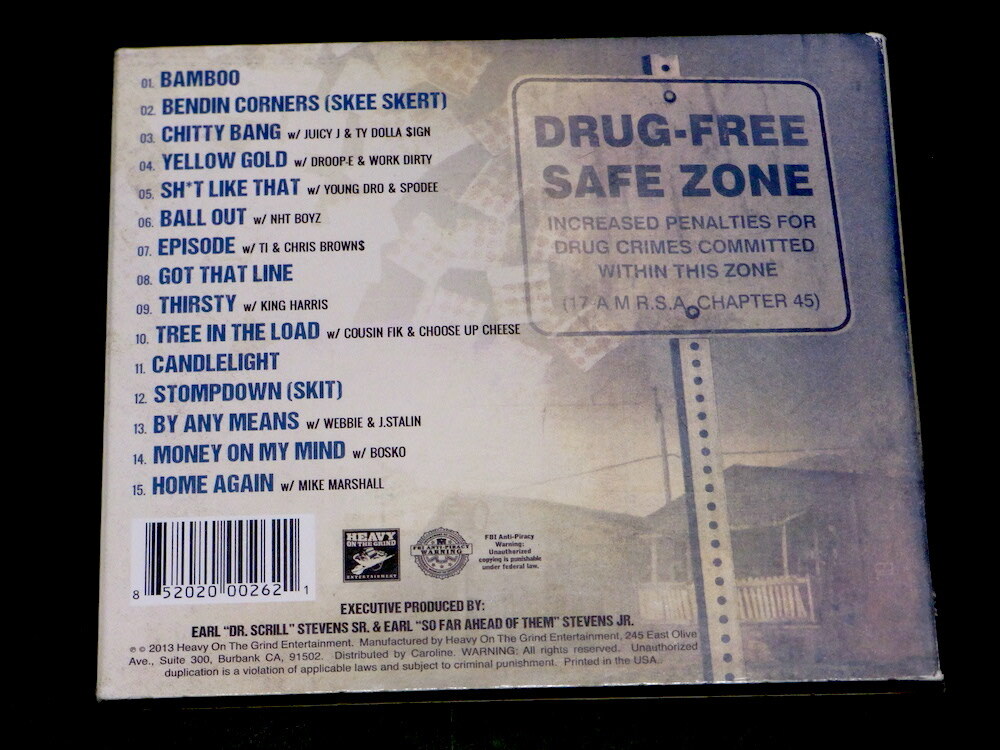 01. BAMBOO
02. BENDIN CORNERS (SKEE SKERT)
03. CHITTY BANG w/ JUICY J & TY DOLLA $IGN
04. YELLOW GOLD w/ DROOP-E & WORK DIRTY
05. SH*T LIKE THAT w/ YOUNG DRO & SPODEE
06. BALL OUT w/ NHT BOYZ
07. EPISODE w/ TI & CHRIS BROWN$
08. GOT THAT LINE
09. THIRSTY w/ KING HARRIS
10. TREE IN THE LOAD w/ COUSIN FIK & CHOOSE UP CHEESE
11. CANDLELIGHT
12. STOMPDOWN (SKIT)
13. BY ANY MEANS w/ WEBBIE & J.STALIN
14. MONEY ON MY MIND w/ BOSKO
15. HOME AGAIN w/ MIKE MARSHALL
DRUG-FREE
SAFE ZONE
INCREASED PENALTIES FOR
DRUG CRIMES COMMITTED
WITHIN THIS ZONE
(17 A M R.S.A. CHAPTER 45)
8 52020 00262 1
HEAVY
ON THE GRIND
ENTERTAINMENT
FBI ANTI-PIRACY
WARNING
FBI Anti-Piracy
Warning:
Unauthorized
copying is punishable
under federal law.
EXECUTIVE PRODUCED BY:
EARL "DR. SCRILL" STEVENS SR. & EARL "SO FAR AHEAD OF THEM" STEVENS JR.
℗ © 2013 Heavy On The Grind Entertainment. Manufactured by Heavy On The Grind Entertainment, 245 East Olive
Ave., Suite 300, Burbank CA, 91502. Distributed by Caroline. WARNING: All rights reserved. Unauthorized
duplication is a violation of applicable laws and subject to criminal punishment. Printed in the USA.